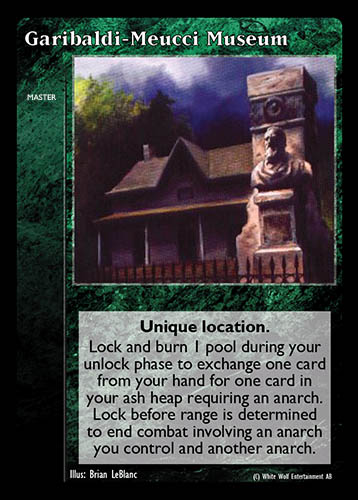 Garibaldi-Meucci Museum
MASTER
Unique location.
Lock and burn 1 pool during your
unlock phase to exchange one card
from your hand for one card in
your ash heap requiring an anarch.
Lock before range is determined
to end combat involving an anarch
you control and another anarch.
Illus: Brian LeBlanc
(C) White Wolf Entertainment AB